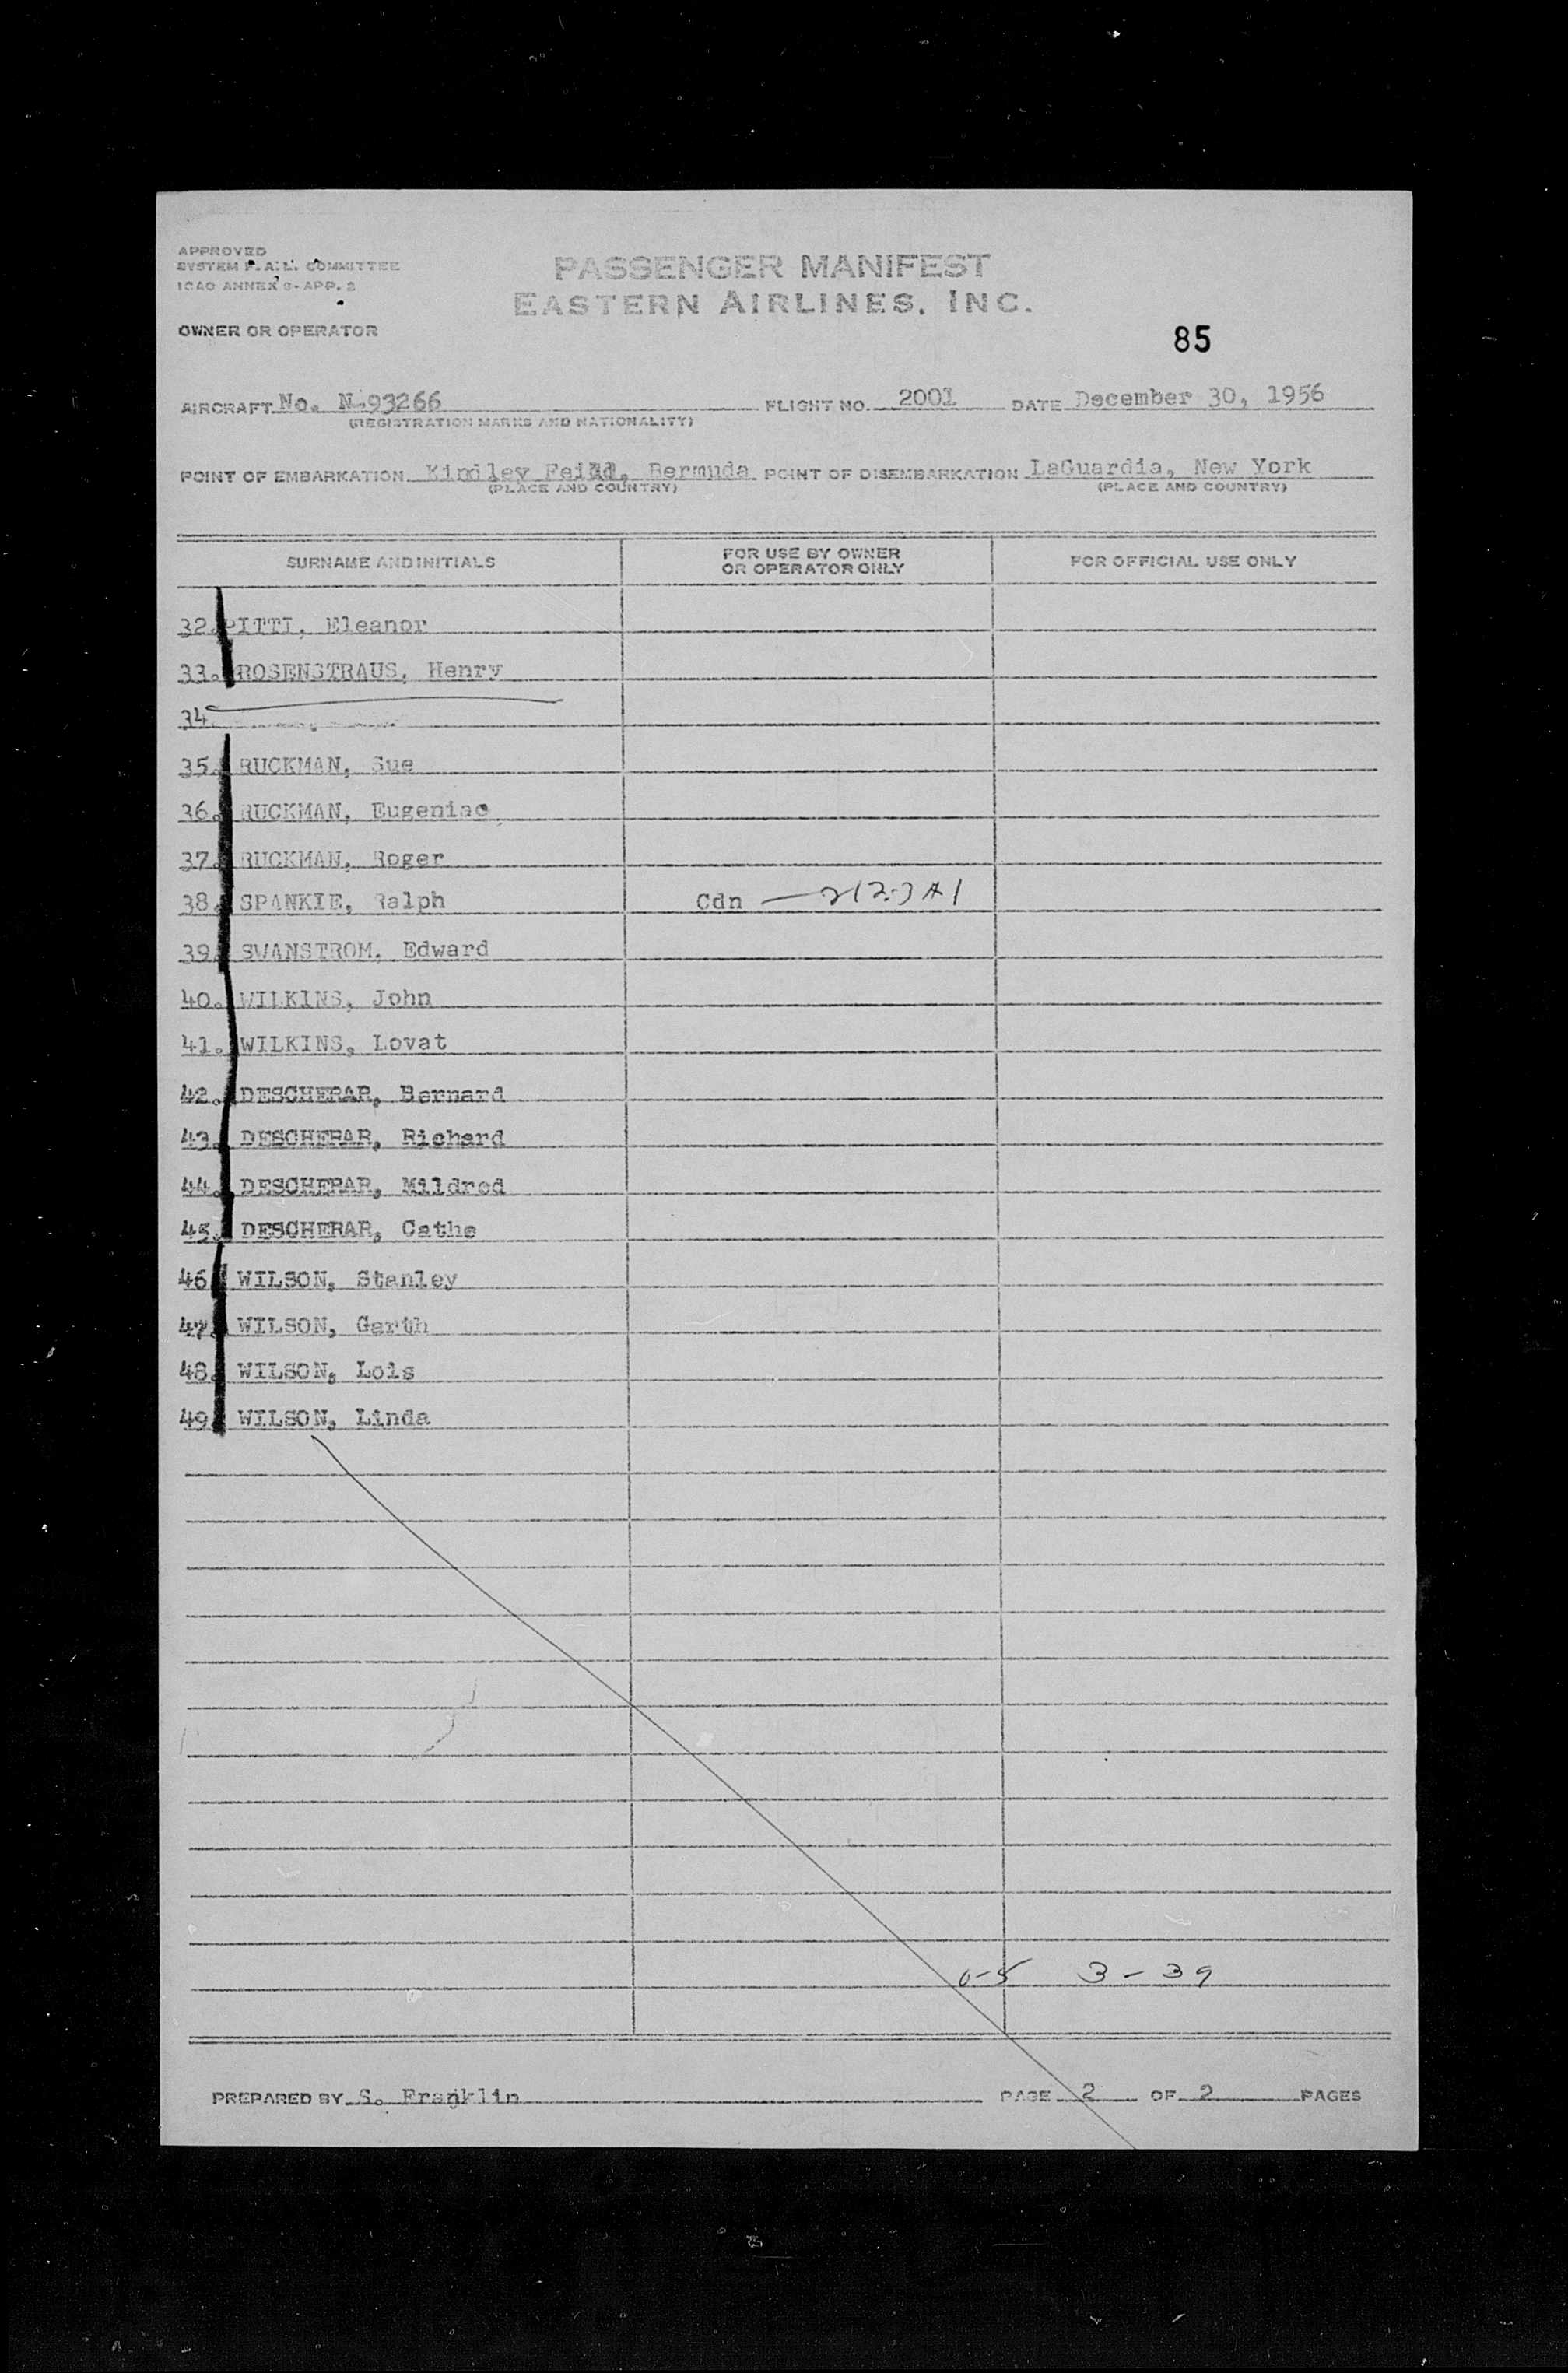 APPROVED
SYSTEM F.A.L. COMMITTEE
ICAO ANNEX 9-APP. 2
OWNER OR OPERATOR
PASSENGER MANIFEST
EASTERN AIRLINES, INC.
85
AIRCRAFT No. N-93266 FLIGHT NO. 2001 DATE December 30, 1956
(REGISTRATION MARKS AND NATIONALITY)
POINT OF EMBARKATION Kindley Feild, Bermuda POINT OF DISEMBARKATION LaGuardia, New York
(PLACE AND COUNTRY) (PLACE AND COUNTRY)
SURNAME AND INITIALS FOR USE BY OWNER OR OPERATOR ONLY FOR OFFICIAL USE ONLY
32. PITTI, Eleanor
33. ROSENSTRAUS, Henry
34.
35. RUCKMAN, Sue
36. RUCKMAN, Eugeniac
37. RUCKMAN, Roger
38. SPANKIE, Ralph Cdn
39. SWANSTROM, Edward
40. WILKINS, John
41. WILKINS, Lovat
42. DESCHERAR, Bernard
43. DESCHERAR, Richard
44. DESCHERAR, Mildred
45. DESCHERAR, Cathe
46. WILSON, Stanley
47. WILSON, Garth
48. WILSON, Lois
49. WILSON, Linda
3-39
PREPARED BY S. Franklin PAGE 2 OF 2 PAGES